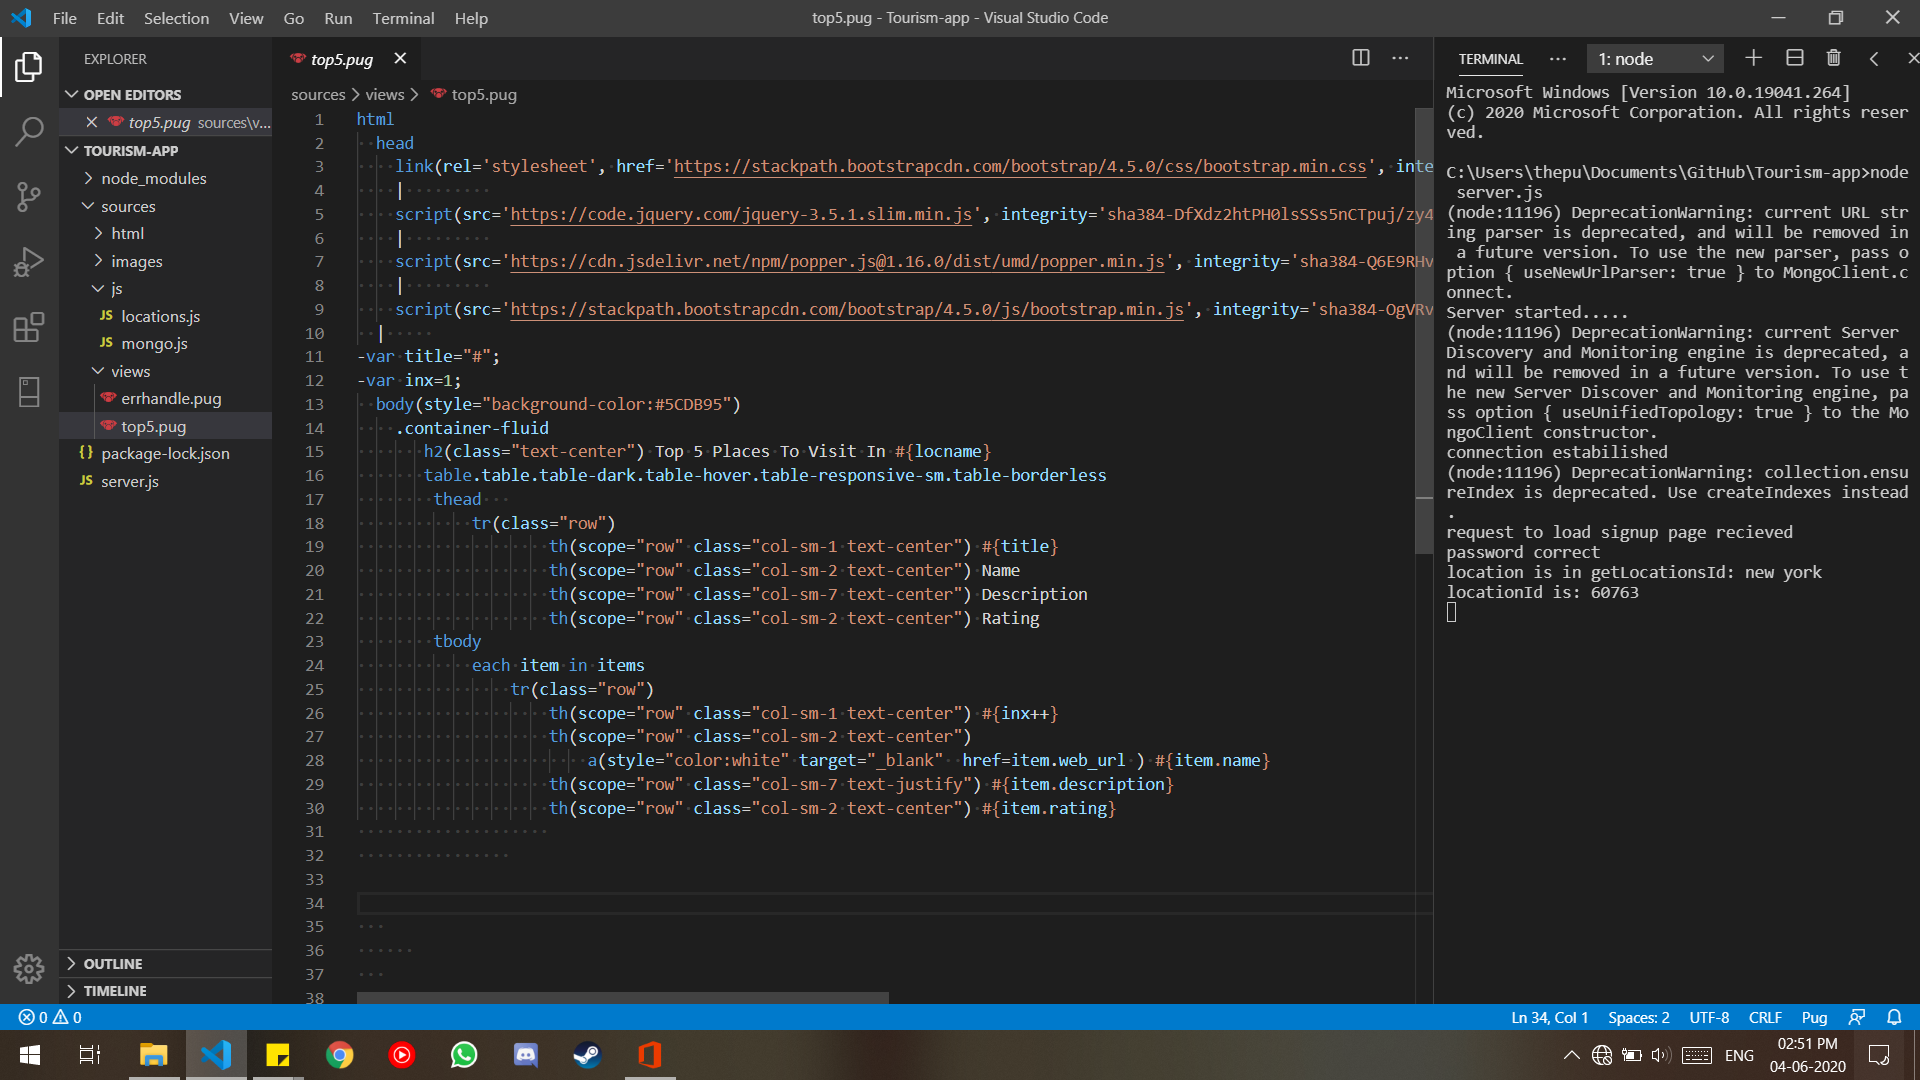 File Edit Selection View Go Run Terminal Help
top5.pug - Tourism-app - Visual Studio Code
EXPLORER
OPEN EDITORS
top5.pug sources\v...
TOURISM-APP
node_modules
sources
html
images
js
JS locations.js
JS mongo.js
views
errhandle.pug
top5.pug
{} package-lock.json
JS server.js
OUTLINE
TIMELINE
top5.pug
sources > views > top5.pug
1 html
2 head
3 link(rel='stylesheet', href='https://stackpath.bootstrapcdn.com/bootstrap/4.5.0/css/bootstrap.min.css', inte
4 |
5 script(src='https://code.jquery.com/jquery-3.5.1.slim.min.js', integrity='sha384-DfXdz2htPH0lsSSs5nCTpuj/zy4
6 |
7 script(src='https://cdn.jsdelivr.net/npm/popper.js@1.16.0/dist/umd/popper.min.js', integrity='sha384-Q6E9RHv
8 |
9 script(src='https://stackpath.bootstrapcdn.com/bootstrap/4.5.0/js/bootstrap.min.js', integrity='sha384-OgVRv
10 |
11 -var title="#";
12 -var inx=1;
13 body(style="background-color:#5CDB95")
14 .container-fluid
15 h2(class="text-center") Top 5 Places To Visit In #{locname}
16 table.table.table-dark.table-hover.table-responsive-sm.table-borderless
17 thead
18 tr(class="row")
19 th(scope="row" class="col-sm-1 text-center") #{title}
20 th(scope="row" class="col-sm-2 text-center") Name
21 th(scope="row" class="col-sm-7 text-center") Description
22 th(scope="row" class="col-sm-2 text-center") Rating
23 tbody
24 each item in items
25 tr(class="row")
26 th(scope="row" class="col-sm-1 text-center") #{inx++}
27 th(scope="row" class="col-sm-2 text-center")
28 a(style="color:white" target="_blank" href=item.web_url ) #{item.name}
29 th(scope="row" class="col-sm-7 text-justify") #{item.description}
30 th(scope="row" class="col-sm-2 text-center") #{item.rating}
31
32
33
34
35
36
37
38
TERMINAL 1: node
Microsoft Windows [Version 10.0.19041.264]
(c) 2020 Microsoft Corporation. All rights reser
ved.
C:\Users\thepu\Documents\GitHub\Tourism-app>node
server.js
(node:11196) DeprecationWarning: current URL str
ing parser is deprecated, and will be removed in
a future version. To use the new parser, pass o
ption { useNewUrlParser: true } to MongoClient.c
onnect.
Server started.....
(node:11196) DeprecationWarning: current Server
Discovery and Monitoring engine is deprecated, a
nd will be removed in a future version. To use t
he new Server Discover and Monitoring engine, pa
ss option { useUnifiedTopology: true } to the Mo
ngoClient constructor.
connection estabilished
(node:11196) DeprecationWarning: collection.ensu
reIndex is deprecated. Use createIndexes instead
.
request to load signup page recieved
password correct
location is in getLocationsId: new york
locationId is: 60763
0 0
Ln 34, Col 1 Spaces: 2 UTF-8 CRLF Pug
ENG
02:51 PM
04-06-2020